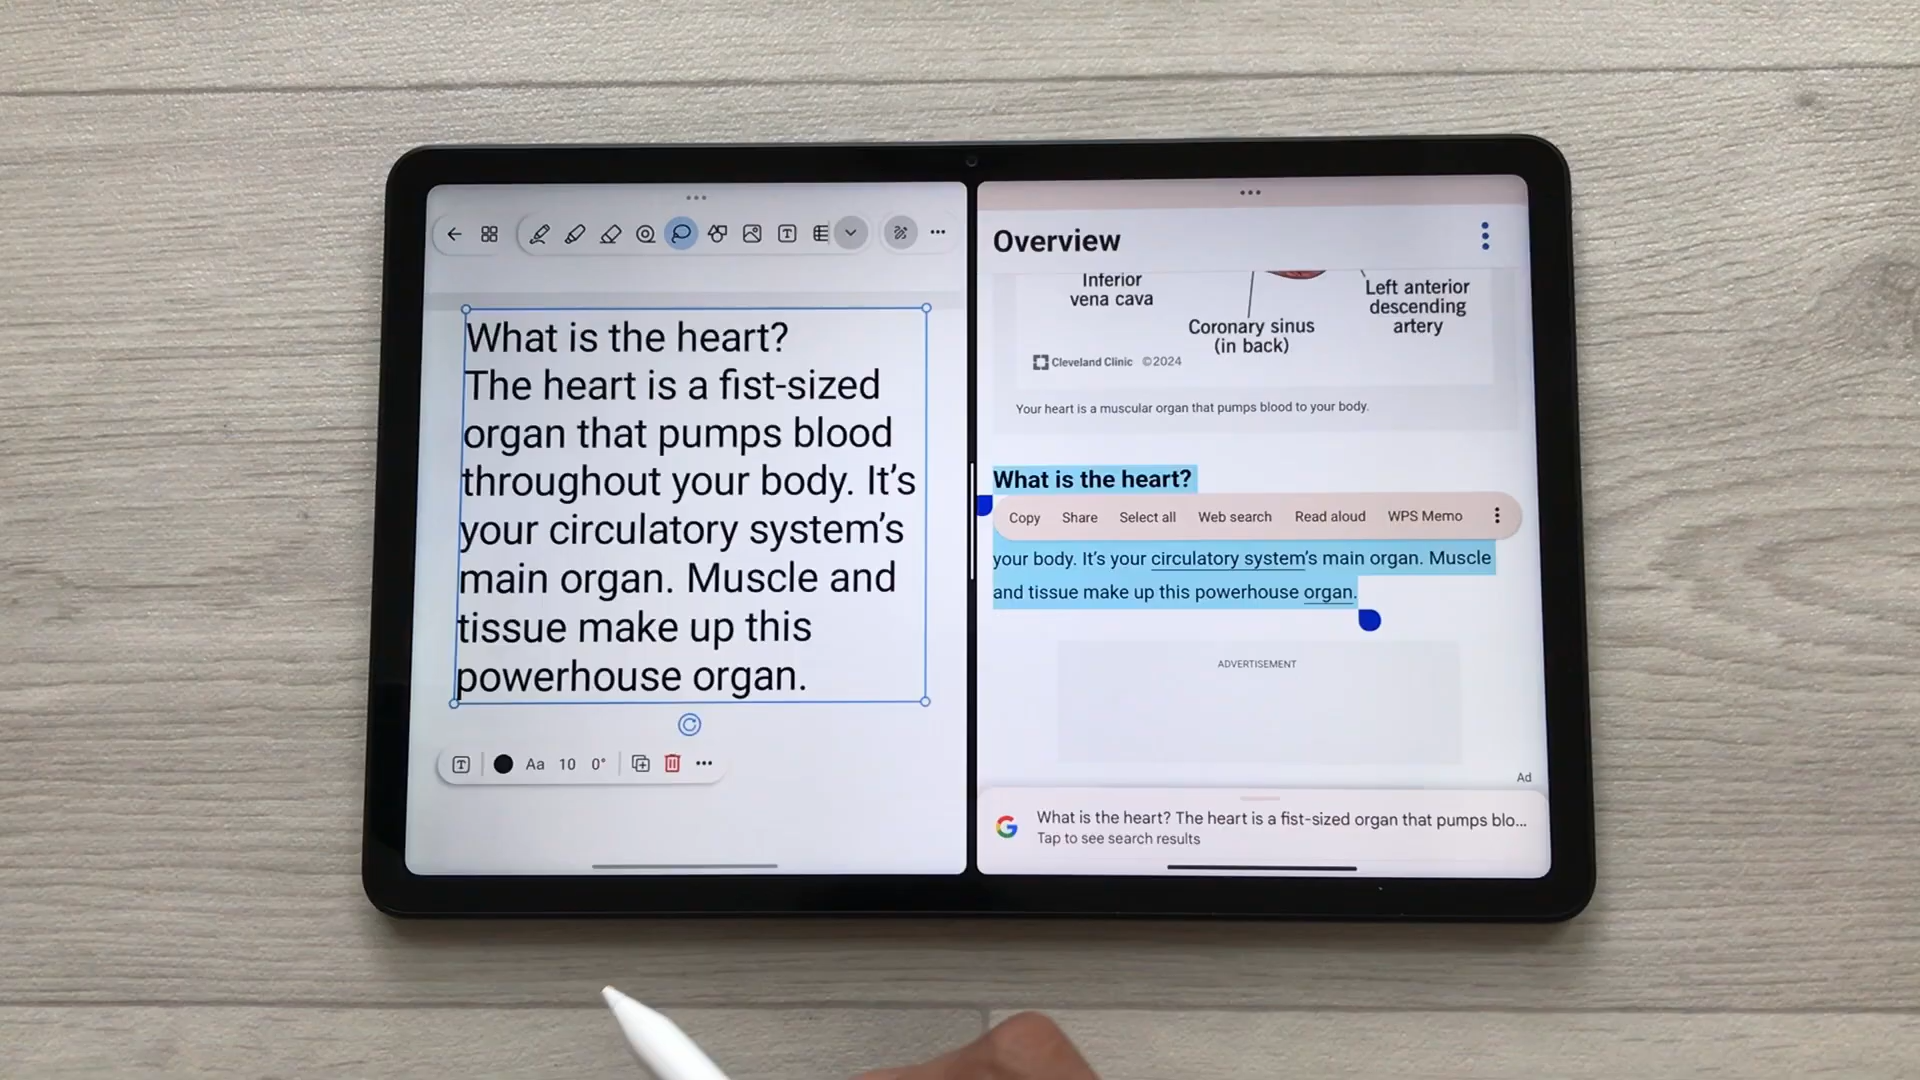 What is the heart?
The heart is a fist-sized
organ that pumps blood
throughout your body. It's
your circulatory system's
main organ. Muscle and
tissue make up this
powerhouse organ.
Aa 10 0°
Overview
Inferior
vena cava
Coronary sinus
(in back)
Left anterior
descending
artery
Cleveland Clinic ©2024
Your heart is a muscular organ that pumps blood to your body.
What is the heart?
Copy Share Select all Web search Read aloud WPS Memo
your body. It's your circulatory system's main organ. Muscle
and tissue make up this powerhouse organ.
ADVERTISEMENT
Ad
What is the heart? The heart is a fist-sized organ that pumps blo...
Tap to see search results